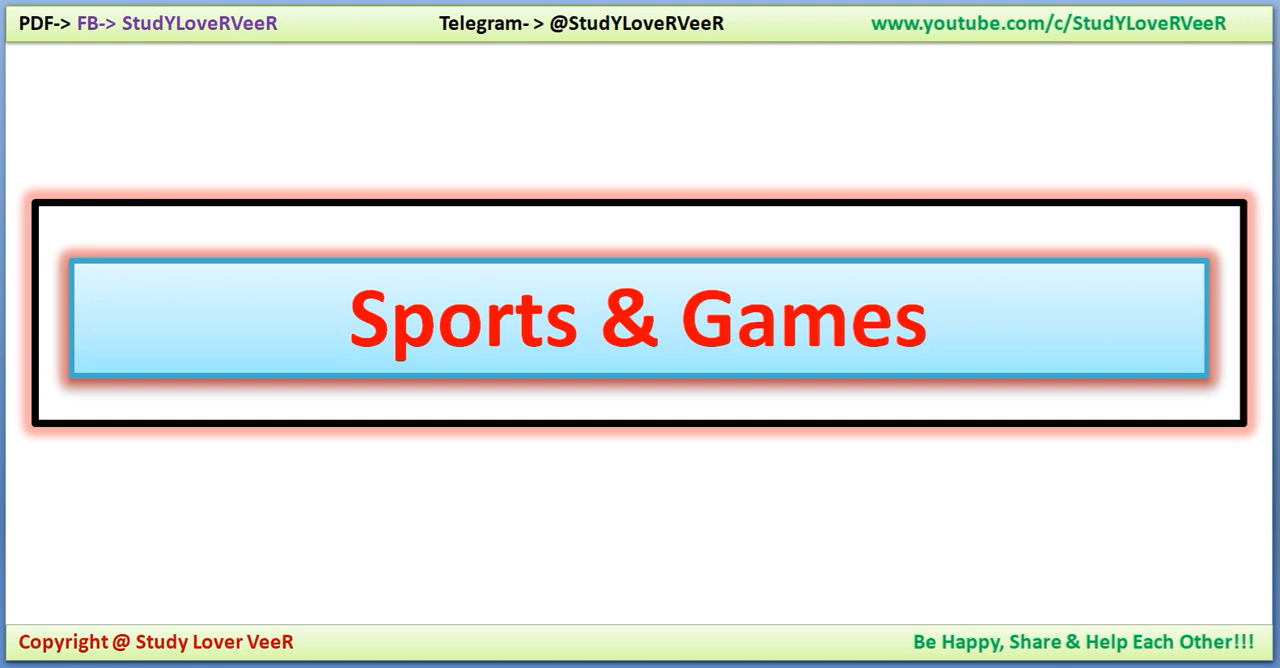 PDF-> FB-> StudYLoveRVeeR Telegram- > @StudYLoveRVeeR www.youtube.com/c/StudYLoveRVeeR
Sports & Games
Copyright @ Study Lover VeeR Be Happy, Share & Help Each Other!!!